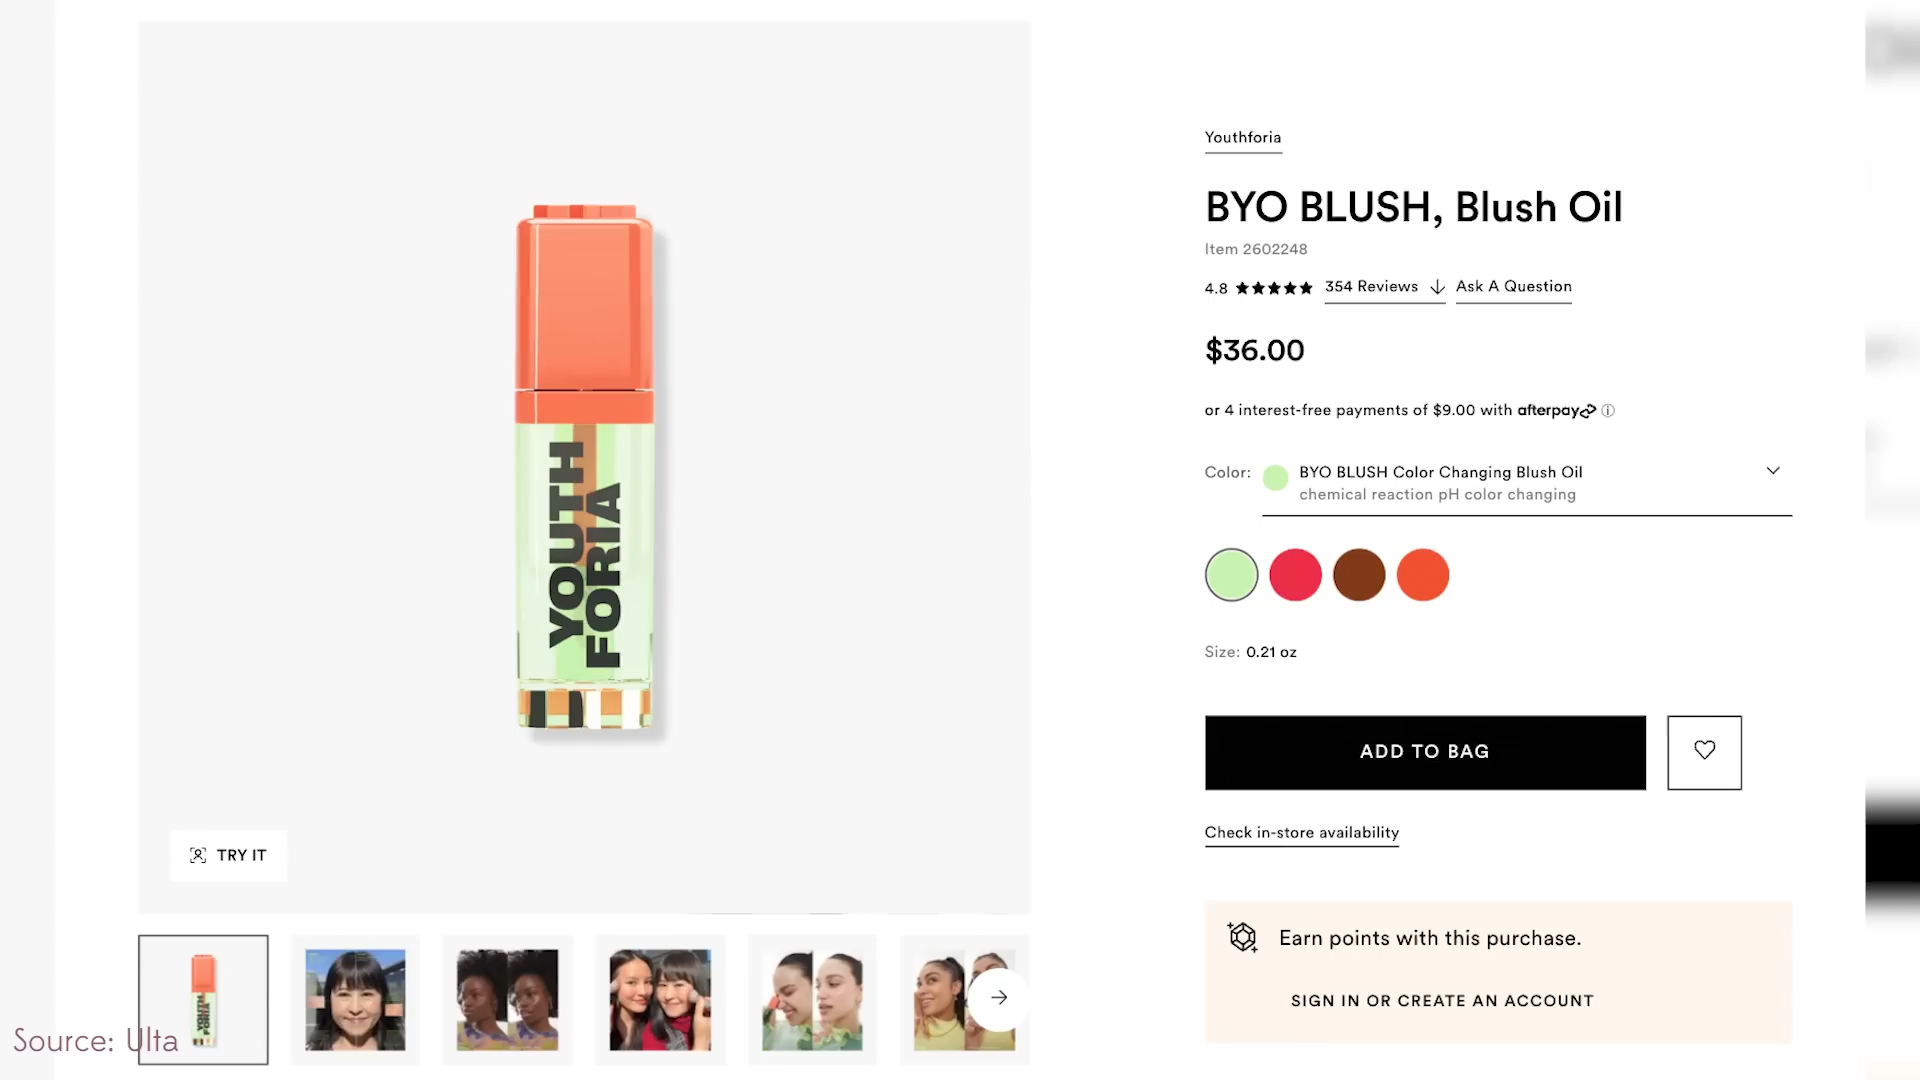 Youthforia
BYO BLUSH, Blush Oil
Item 2602248
4.8 354 Reviews Ask A Question
$36.00
or 4 interest-free payments of $9.00 with afterpay
Color: BYO BLUSH Color Changing Blush Oil
chemical reaction pH color changing
Size: 0.21 oz
ADD TO BAG
Check in-store availability
Earn points with this purchase.
SIGN IN OR CREATE AN ACCOUNT
YOUTH
FORIA
TRY IT
YOUTH
FORIA
Source: Ulta